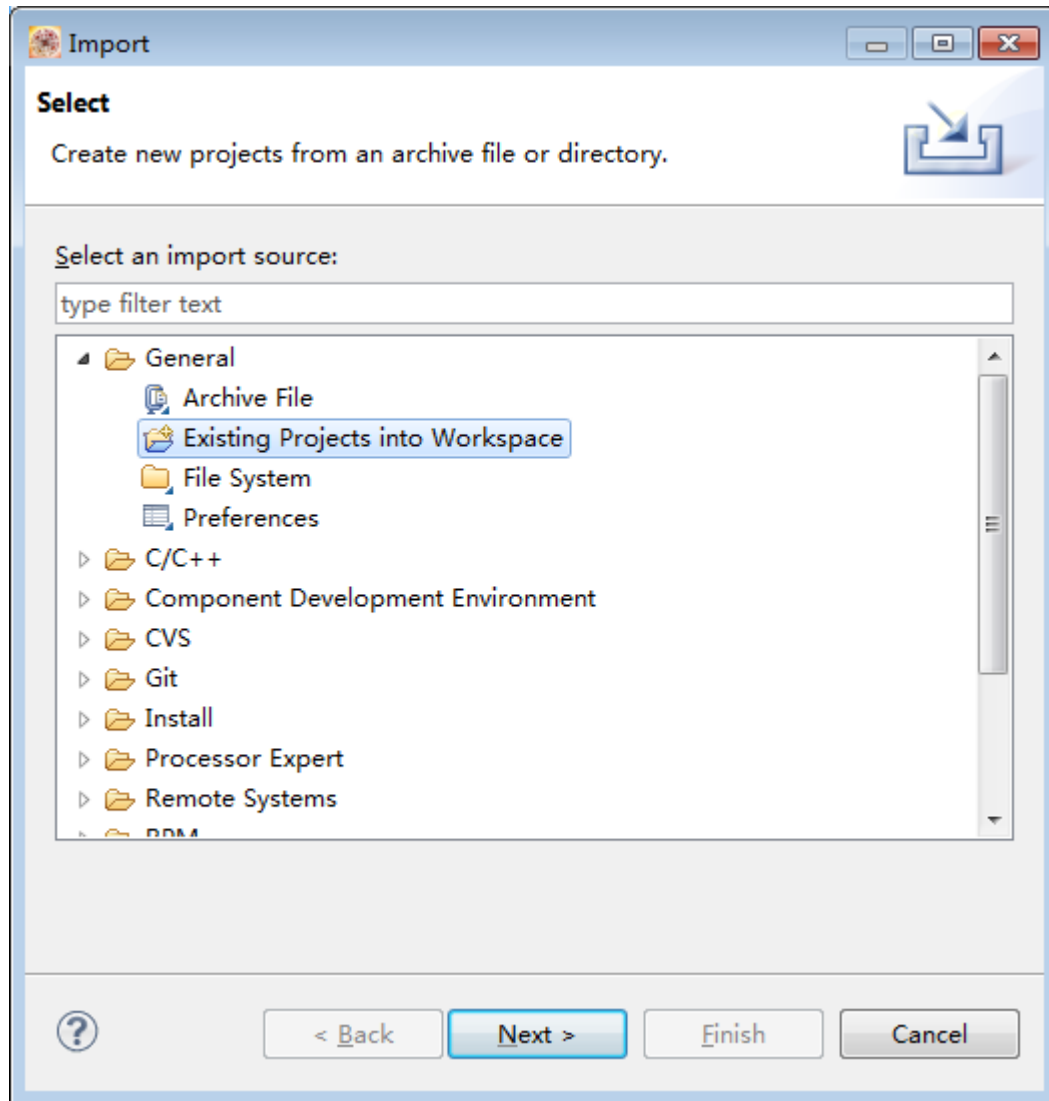 Import
Select
Create new projects from an archive file or directory.
Select an import source:
type filter text
General
Archive File
Existing Projects into Workspace
File System
Preferences
C/C++
Component Development Environment
CVS
Git
Install
Processor Expert
Remote Systems
? < Back Next > Finish Cancel